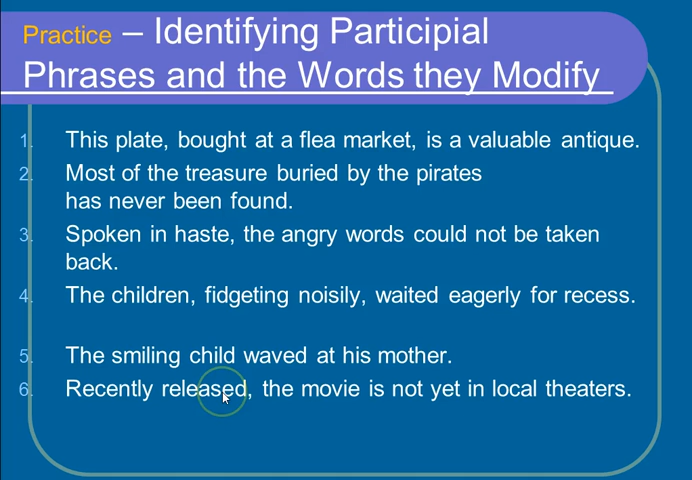 Practice – Identifying Participial
Phrases and the Words they Modify
1. This plate, bought at a flea market, is a valuable antique.
2. Most of the treasure buried by the pirates
has never been found.
3. Spoken in haste, the angry words could not be taken
back.
4. The children, fidgeting noisily, waited eagerly for recess.
5. The smiling child waved at his mother.
6. Recently released, the movie is not yet in local theaters.